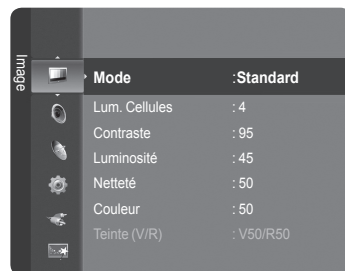 Image
Mode :Standard
Lum. Cellules : 4
Contraste : 95
Luminosité : 45
Netteté : 50
Couleur : 50
Teinte (V/R) : V50/R50